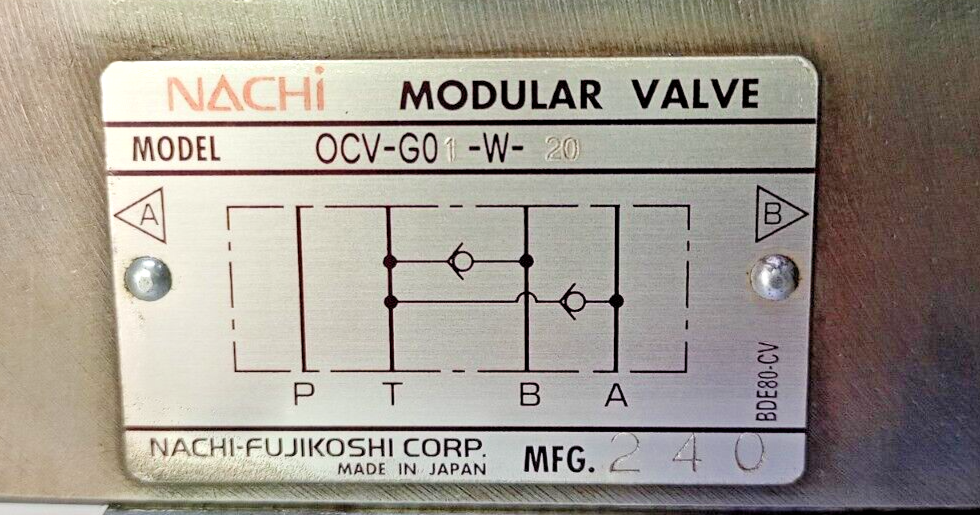 NACHi MODULAR VALVE
MODEL OCV-G01-W-20
A B
P T B A
BDE80-CV
NACHI-FUJIKOSHI CORP.
MADE IN JAPAN
MFG. 240